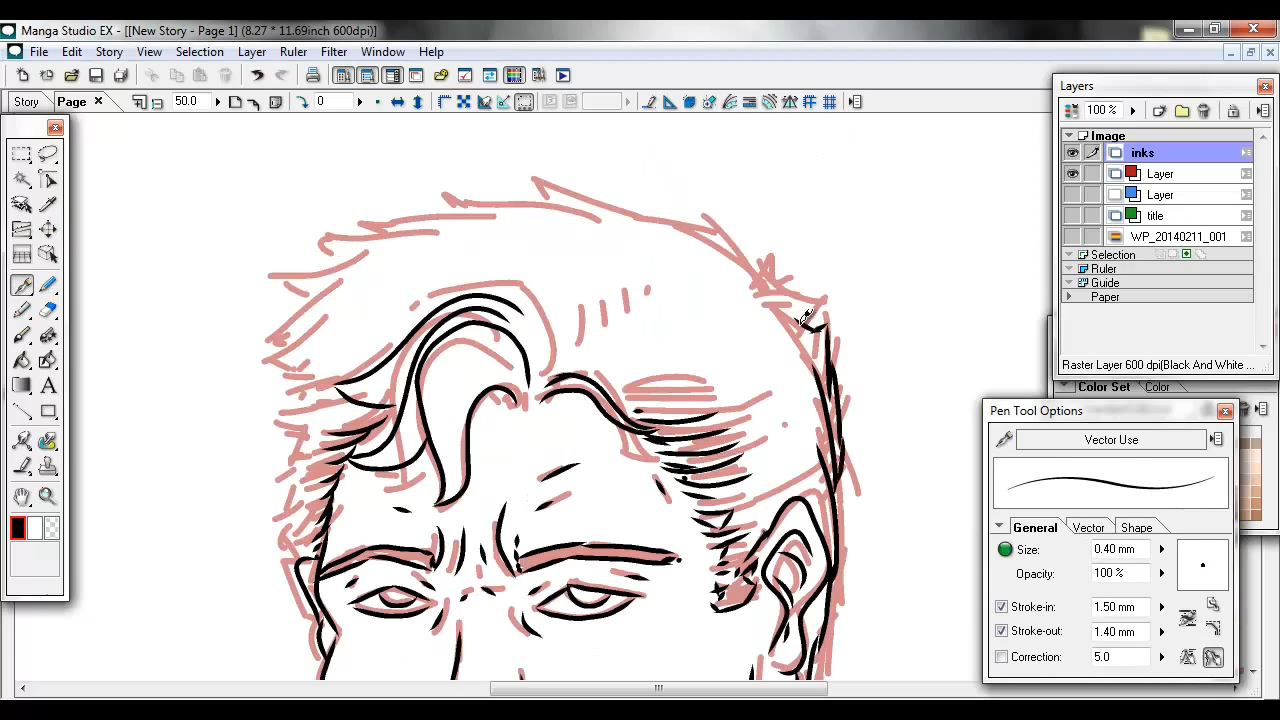 Manga Studio EX - [[New Story - Page 1] (8.27 * 11.69inch 600dpi)]
File Edit Story View Selection Layer Ruler Filter Window Help
Story Page 50.0 0
Layers
100 %
Image
inks
Layer
Layer
title
WP_20140211_001
Selection
Ruler
Guide
Paper
Raster Layer 600 dpi(Black And White ...
Color Set Color
Pen Tool Options
Vector Use
General Vector Shape
Size: 0.40 mm
Opacity: 100 %
Stroke-in: 1.50 mm
Stroke-out: 1.40 mm
Correction: 5.0